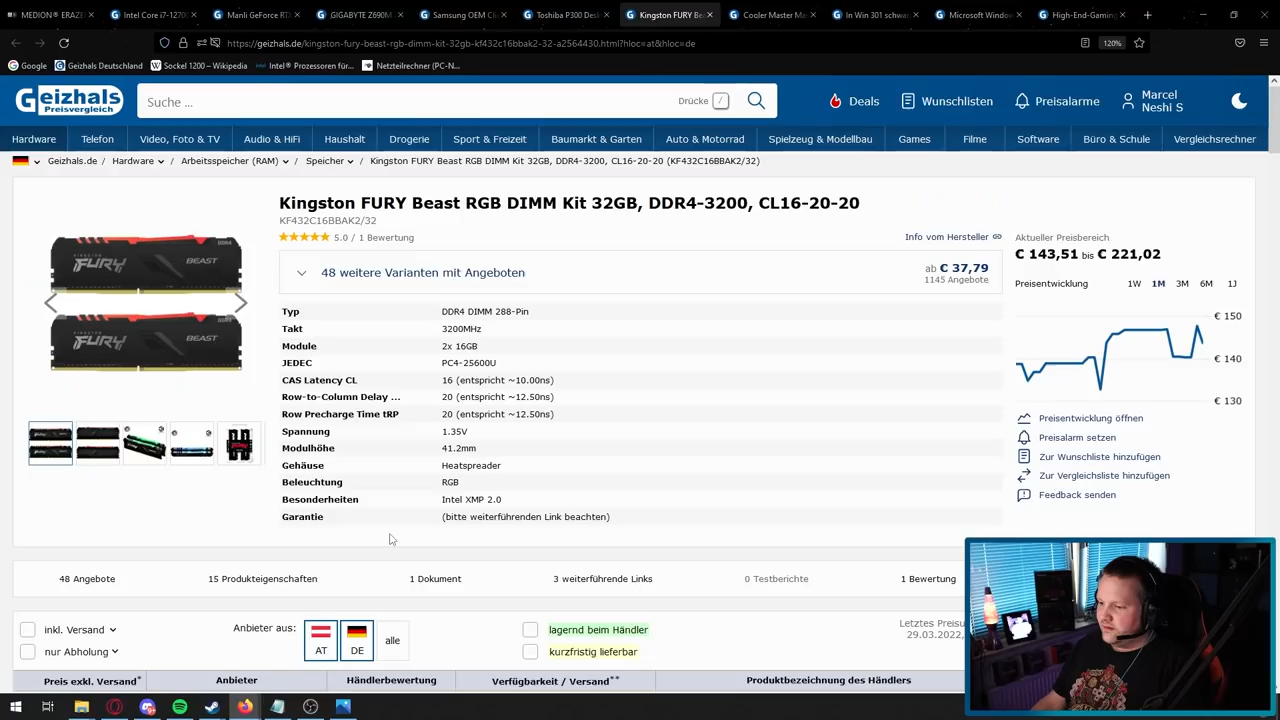 MEDION® ERAZE
Intel Core i7-1270
Manli GeForce RTX
GIGABYTE Z690M
Samsung OEM Cl
Toshiba P300 Desk
Kingston FURY Bea
Cooler Master Ma
In Win 301 schwa
Microsoft Window
High-End-Gaming
https://geizhals.de/kingston-fury-beast-rgb-dimm-kit-32gb-kf432c16bbak2-32-a2564430.html?hloc=at&hloc=de
120%
Google
Geizhals Deutschland
Sockel 1200 – Wikipedia
Intel® Prozessoren für...
Netzteilrechner (PC-N...
Geizhals
Preisvergleich
Suche ...
Drücke /
Deals
Wunschlisten
Preisalarme
Marcel
Neshi S
Hardware
Telefon
Video, Foto & TV
Audio & HiFi
Haushalt
Drogerie
Sport & Freizeit
Baumarkt & Garten
Auto & Motorrad
Spielzeug & Modellbau
Games
Filme
Software
Büro & Schule
Vergleichsrechner
Geizhals.de / Hardware / Arbeitsspeicher (RAM) / Speicher / Kingston FURY Beast RGB DIMM Kit 32GB, DDR4-3200, CL16-20-20 (KF432C16BBAK2/32)
Kingston FURY Beast RGB DIMM Kit 32GB, DDR4-3200, CL16-20-20
KF432C16BBAK2/32
5.0 / 1 Bewertung
Info vom Hersteller
48 weitere Varianten mit Angeboten
ab € 37,79
1145 Angebote
Typ DDR4 DIMM 288-Pin
Takt 3200MHz
Module 2x 16GB
JEDEC PC4-25600U
CAS Latency CL 16 (entspricht ~10.00ns)
Row-to-Column Delay ... 20 (entspricht ~12.50ns)
Row Precharge Time tRP 20 (entspricht ~12.50ns)
Spannung 1.35V
Modulhöhe 41.2mm
Gehäuse Heatspreader
Beleuchtung RGB
Besonderheiten Intel XMP 2.0
Garantie (bitte weiterführenden Link beachten)
DDR4
KINGSTON
FURY
BEAST
KINGSTON
FURY
BEAST
Aktueller Preisbereich
€ 143,51 bis € 221,02
Preisentwicklung
1W
1M
3M
6M
1J
€ 150
€ 140
€ 130
Preisentwicklung öffnen
Preisalarm setzen
Zur Wunschliste hinzufügen
Zur Vergleichsliste hinzufügen
Feedback senden
48 Angebote
15 Produkteigenschaften
1 Dokument
3 weiterführende Links
0 Testberichte
1 Bewertung
inkl. Versand
nur Abholung
Anbieter aus:
AT
DE
alle
lagernd beim Händler
kurzfristig lieferbar
Letztes Preisu
29.03.2022,
Preis exkl. Versand*
Anbieter
Händlerbewertung
Verfügbarkeit / Versand**
Produktbezeichnung des Händlers